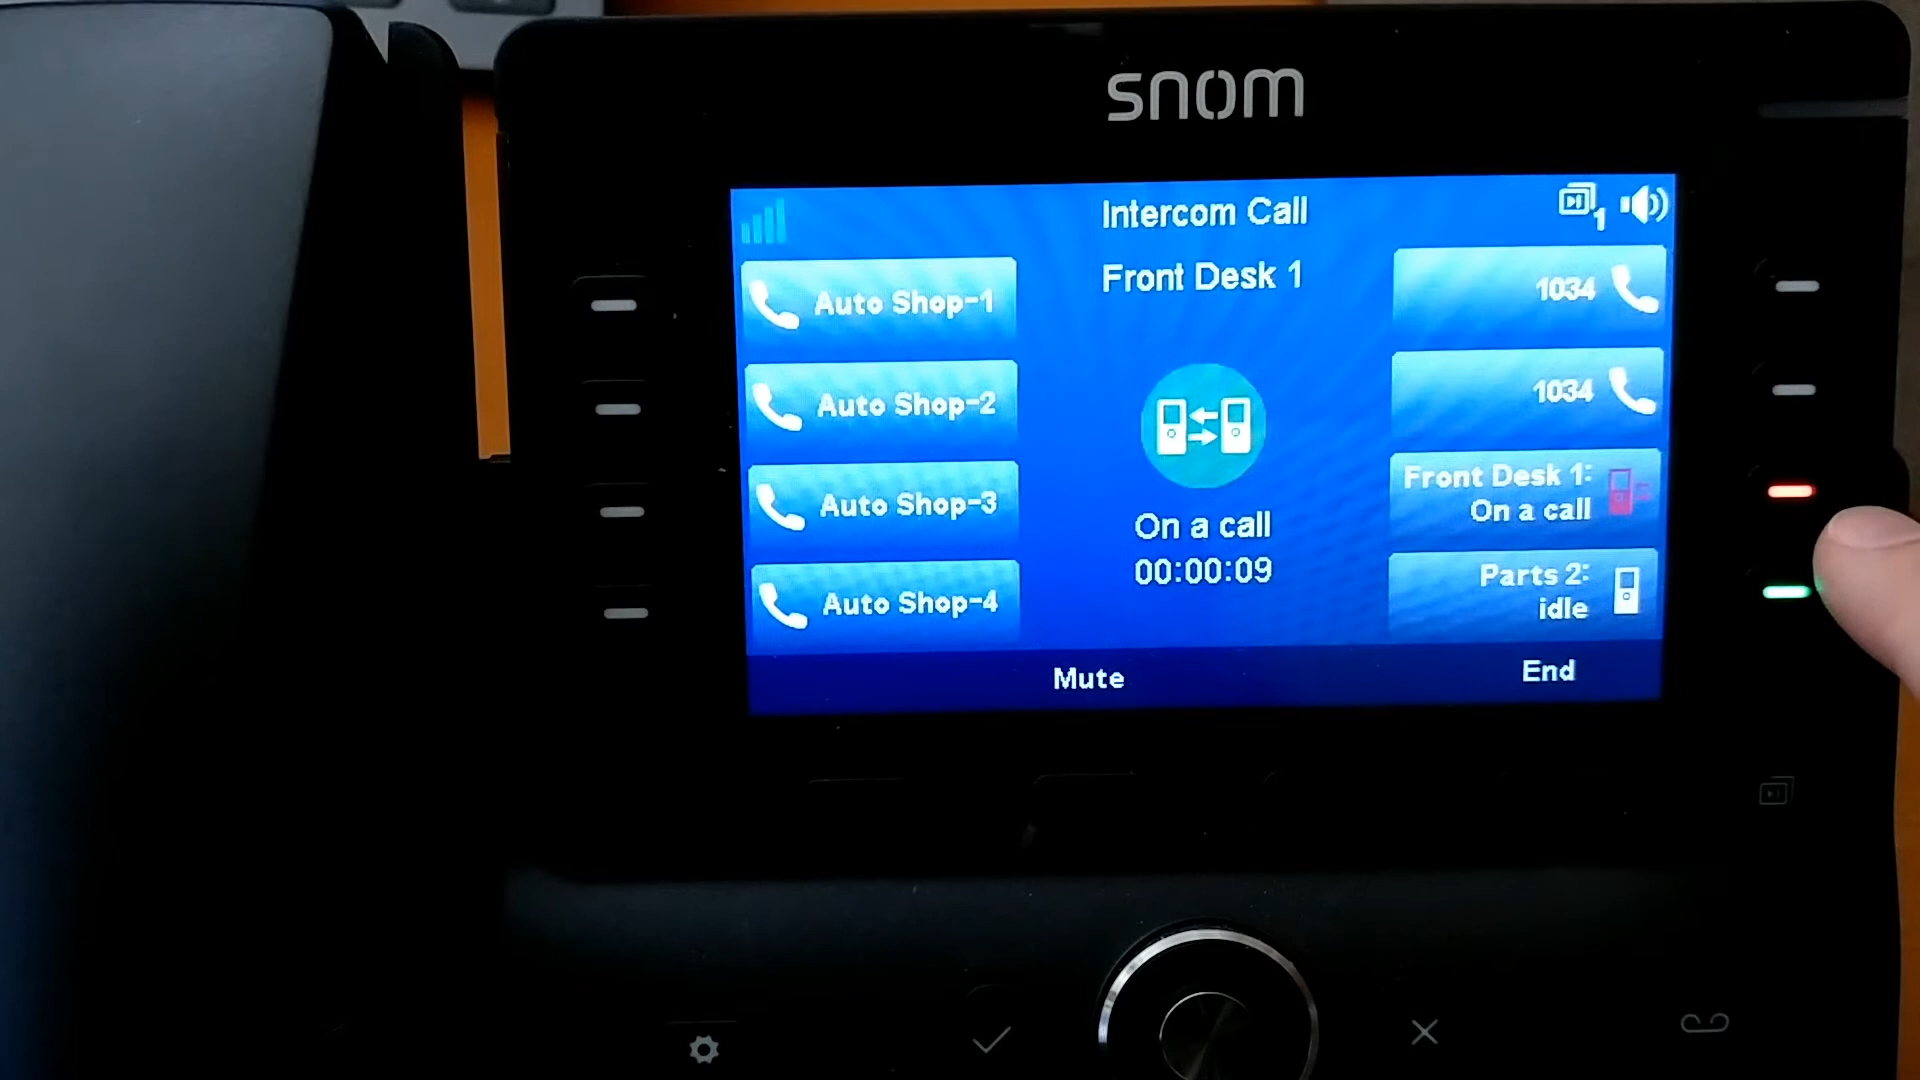 snom
Intercom Call
1
Front Desk 1
Auto Shop-1
Auto Shop-2
Auto Shop-3
Auto Shop-4
On a call
00:00:09
1034
1034
Front Desk 1:
On a call
Parts 2:
idle
Mute
End